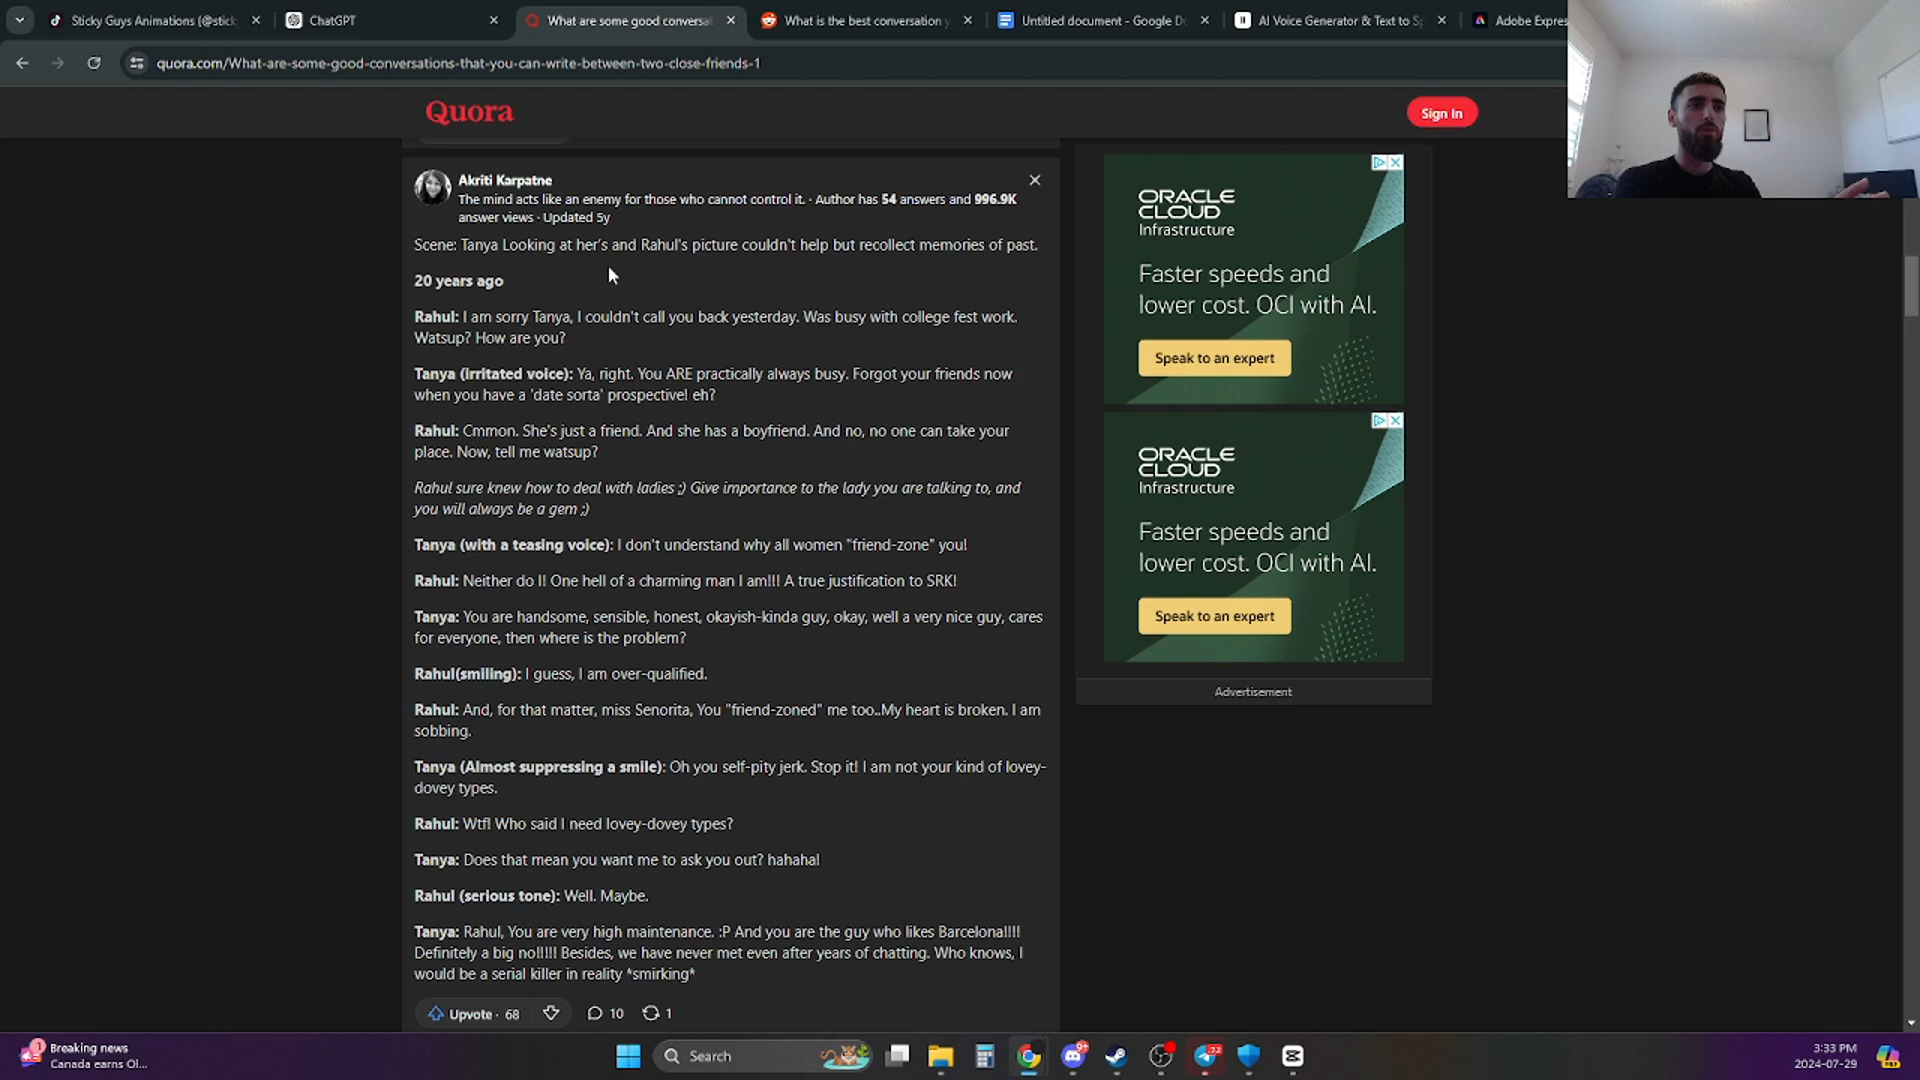 Sticky Guys Animations (@stick
ChatGPT
What are some good conversat
What is the best conversation y
Untitled document - Google Do
AI Voice Generator & Text to Sp
Adobe Expres
quora.com/What-are-some-good-conversations-that-you-can-write-between-two-close-friends-1
Quora
Sign In
Akriti Karpatne
The mind acts like an enemy for those who cannot control it. · Author has 54 answers and 996.9K
answer views · Updated 5y
Scene: Tanya Looking at her's and Rahul's picture couldn't help but recollect memories of past.
20 years ago
Rahul: I am sorry Tanya, I couldn't call you back yesterday. Was busy with college fest work.
Watsup? How are you?
Tanya (irritated voice): Ya, right. You ARE practically always busy. Forgot your friends now
when you have a 'date sorta' prospective! eh?
Rahul: Cmmon. She's just a friend. And she has a boyfriend. And no, no one can take your
place. Now, tell me watsup?
Rahul sure knew how to deal with ladies ;) Give importance to the lady you are talking to, and
you will always be a gem ;)
Tanya (with a teasing voice): I don't understand why all women "friend-zone" you!
Rahul: Neither do I! One hell of a charming man I am!!! A true justification to SRK!
Tanya: You are handsome, sensible, honest, okayish-kinda guy, okay, well a very nice guy, cares
for everyone, then where is the problem?
Rahul(smiling): I guess, I am over-qualified.
Rahul: And, for that matter, miss Senorita, You "friend-zoned" me too..My heart is broken. I am
sobbing.
Tanya (Almost suppressing a smile): Oh you self-pity jerk. Stop it! I am not your kind of lovey-
dovey types.
Rahul: Wtf! Who said I need lovey-dovey types?
Tanya: Does that mean you want me to ask you out? hahaha!
Rahul (serious tone): Well. Maybe.
Tanya: Rahul, You are very high maintenance. :P And you are the guy who likes Barcelona!!!!
Definitely a big no!!!!! Besides, we have never met even after years of chatting. Who knows, I
would be a serial killer in reality *smirking*
Upvote · 68
10
1
ORACLE
CLOUD
Infrastructure
Faster speeds and
lower cost. OCI with AI.
Speak to an expert
ORACLE
CLOUD
Infrastructure
Faster speeds and
lower cost. OCI with AI.
Speak to an expert
Advertisement
1
Breaking news
Canada earns Ol...
Search
9+
72
3:33 PM
2024-07-29